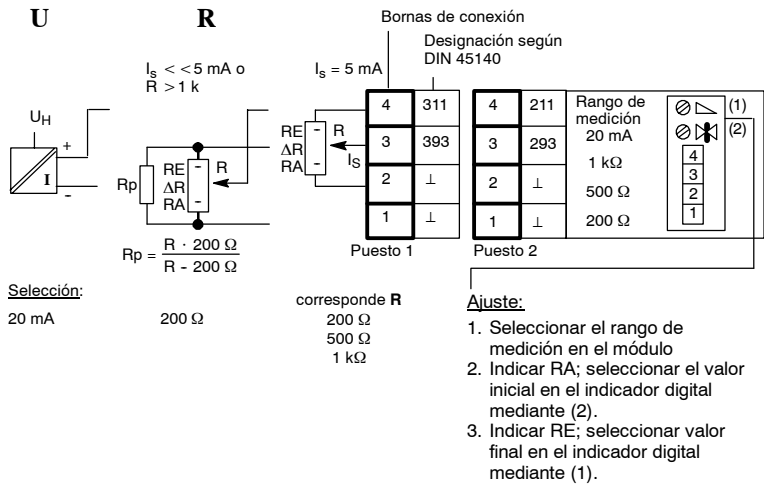 U
R
Bornas de conexión
Designación según
DIN 45140
I_S < <5 mA o
R > 1 k
I_S = 5 mA
U_H
+
I
-
Rp
RE
ΔR
RA
R
Rp = R · 200 Ω / R - 200 Ω
RE
ΔR
RA
R
I_S
4 311
3 393
2 ⊥
1 ⊥
Puesto 1
4 211
3 293
2 ⊥
1 ⊥
Puesto 2
Rango de
medición
20 mA
1 kΩ
500 Ω
200 Ω
(1)
(2)
4
3
2
1
Selección:
20 mA
200 Ω
corresponde R
200 Ω
500 Ω
1 kΩ
Ajuste:
1. Seleccionar el rango de
medición en el módulo
2. Indicar RA; seleccionar el valor
inicial en el indicador digital
mediante (2).
3. Indicar RE; seleccionar valor
final en el indicador digital
mediante (1).